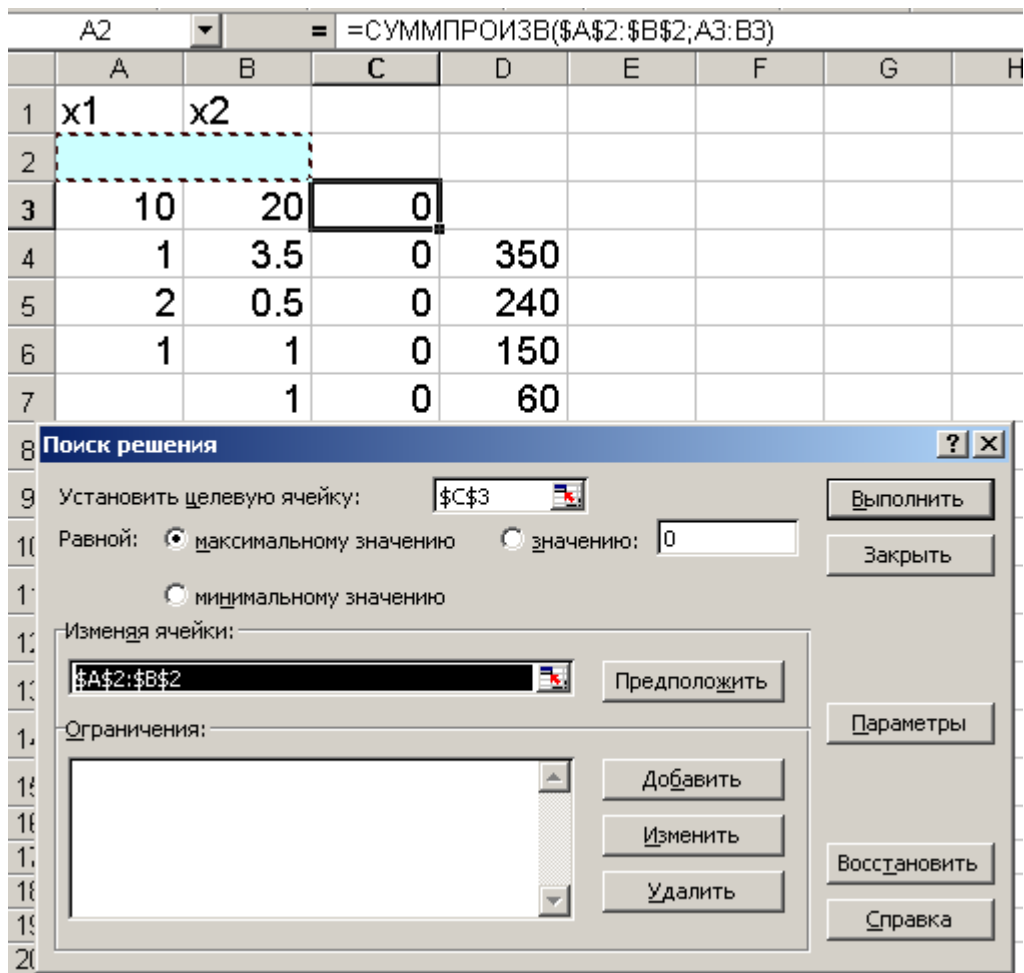 A2 = =СУММПРОИЗВ($A$2:$B$2;A3:B3)
A B C D E F G H
1 x1 x2
2
3 10 20 0
4 1 3.5 0 350
5 2 0.5 0 240
6 1 1 0 150
7 1 0 60
8 Поиск решения
9 Установить целевую ячейку: $C$3 Выполнить
Равной: максимальному значению значению: 0 Закрыть
минимальному значению
Изменяя ячейки:
$A$2:$B$2 Предположить
Ограничения: Параметры
Добавить
Изменить
Восстановить
Удалить
Справка